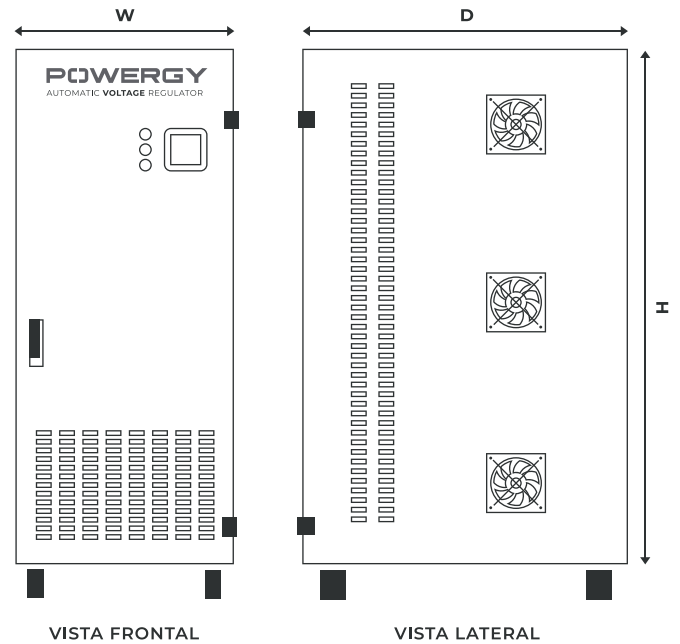 W
D
POWERGY
AUTOMATIC VOLTAGE REGULATOR
H
VISTA FRONTAL
VISTA LATERAL